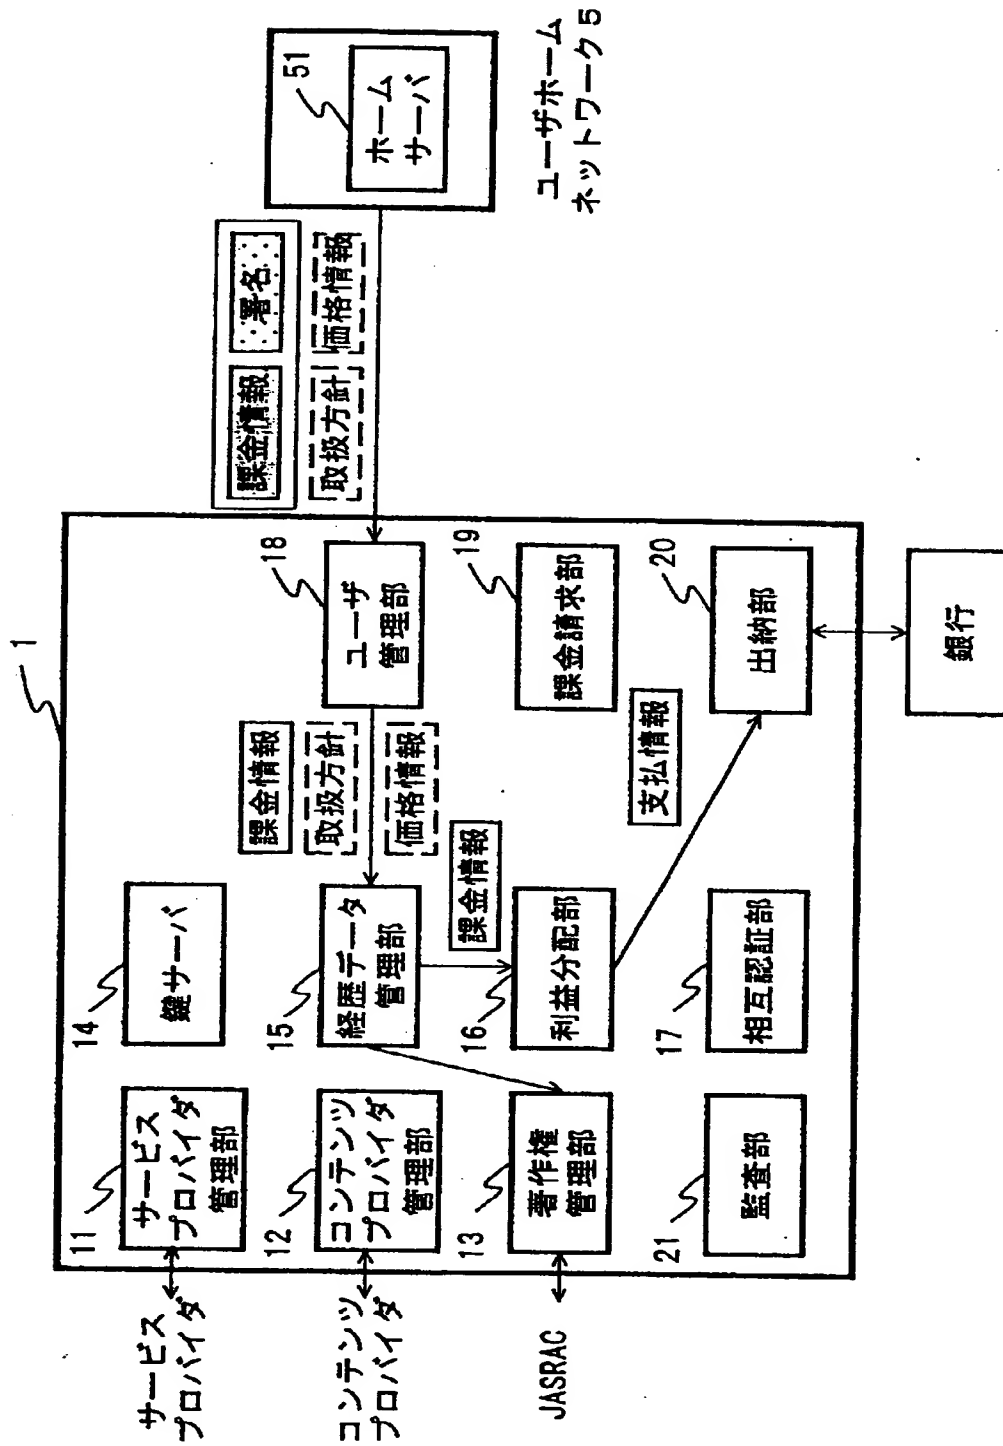 1
サービス
プロバイダ
コンテンツ
プロバイダ
JASRAC
11
サービス
プロバイダ
管理部
12
コンテンツ
プロバイダ
管理部
13
著作権
管理部
21
監査部
14
鍵サーバ
15
経歴データ
管理部
16
利益分配部
17
相互認証部
課金情報
取扱方針
価格情報
課金情報
支払情報
18
ユーザ
管理部
19
課金請求部
20
出納部
銀行
課金情報
署名
取扱方針
価格情報
51
ホーム
サーバ
ユーザホーム
ネットワーク5